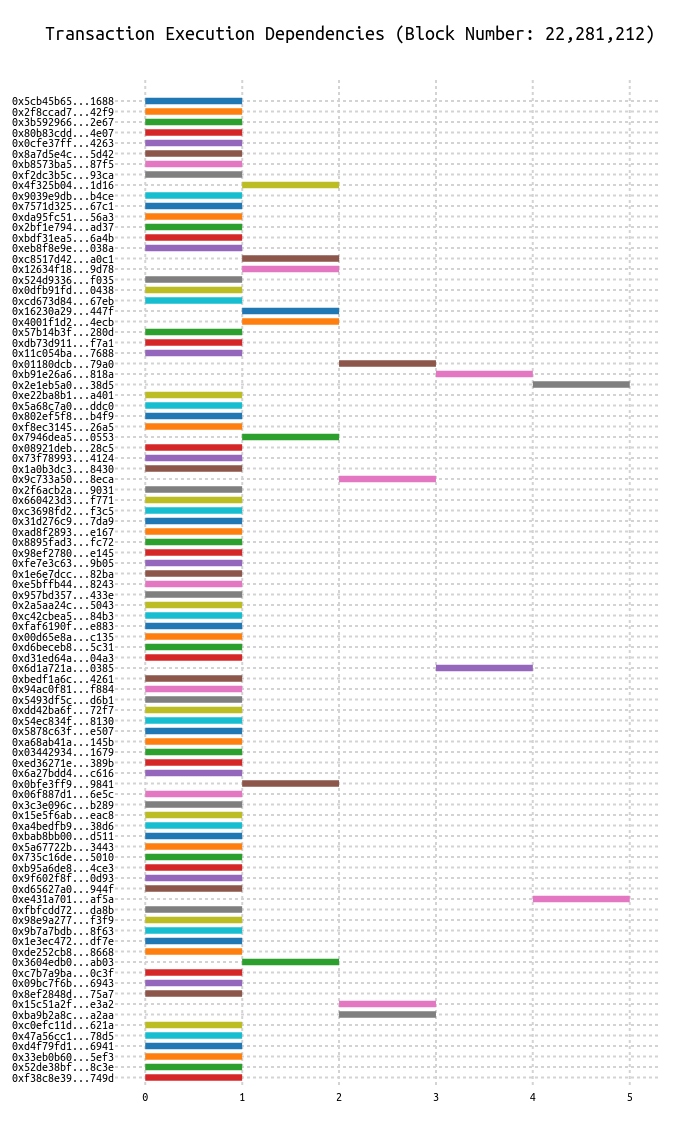 Transaction Execution Dependencies (Block Number: 22,281,212)
0x5cb45b65...1688
0x2f8ccad7...42f9
0x3b592966...2e67
0x80b83cdd...4e07
0x0cfe37ff...4263
0x8a7d5e4c...5d42
0xb8573ba5...87f5
0xf2dc3b5c...93ca
0x4f325b04...1d16
0x9039e9db...b4ce
0x7571d325...67c1
0xda95fc51...56a3
0x2bf1e794...ad37
0xbdf31ea5...6a4b
0xeb8f8e9e...038a
0xc8517d42...a0c1
0x12634f18...9d78
0x524d9336...f035
0x0dfb91fd...0438
0xcd673d84...67eb
0x16230a29...447f
0x4001f1d2...4ecb
0x57b14b3f...280d
0xdb73d911...f7a1
0x11c054ba...7688
0x01180dcb...79a0
0xb91e26a6...818a
0x2e1eb5a0...38d5
0xe22ba8b1...a401
0x5a68c7a0...ddc0
0x802ef5f8...b4f9
0xf8ec3145...26a5
0x7946dea5...0553
0x08921deb...28c5
0x73f78993...4124
0x1a0b3dc3...8430
0x9c733a50...8eca
0x2f6acb2a...9031
0x660423d3...f771
0xc3698fd2...f3c5
0x31d276c9...7da9
0xad8f2893...e167
0x8895fad3...fc72
0x98ef2780...e145
0xfe7e3c63...9b05
0x1e6e7dcc...82ba
0xe5bffb44...8243
0x957bd357...433e
0x2a5aa24c...5043
0xc42cbea5...84b3
0xfaf6190f...e883
0x00d65e8a...c135
0xd6beceb8...5c31
0xd31ed64a...04a3
0x6d1a721a...0385
0xbedf1a6c...4261
0x94ac0f81...f884
0x5493df5c...d6b1
0xdd42ba6f...72f7
0x54ec834f...8130
0x5878c63f...e507
0xa68ab41a...145b
0x03442934...1679
0xed36271e...389b
0x6a27bdd4...c616
0x0bfe3ff9...9841
0x06f887d1...6e5c
0x3c3e096c...b289
0x15e5f6ab...eac8
0xa4bedfb9...38d6
0xbab8bb00...d511
0x5a67722b...3443
0x735c16de...5010
0xb95a6de8...4ce3
0x9f602f8f...0d93
0xd65627a0...944f
0xe431a701...af5a
0xfbfcdd72...da8b
0x98e9a277...f3f9
0x9b7a7bdb...8f63
0x1e3ec472...df7e
0xde252cb8...8668
0x3604edb0...ab03
0xc7b7a9ba...0c3f
0x09bc7f6b...6943
0x8ef2848d...75a7
0x15c51a2f...e3a2
0xba9b2a8c...a2aa
0xc0efc11d...621a
0x47a56cc1...78d5
0xd4f79fd1...6941
0x33eb0b60...5ef3
0x52de38bf...8c3e
0xf38c8e39...749d
0 1 2 3 4 5